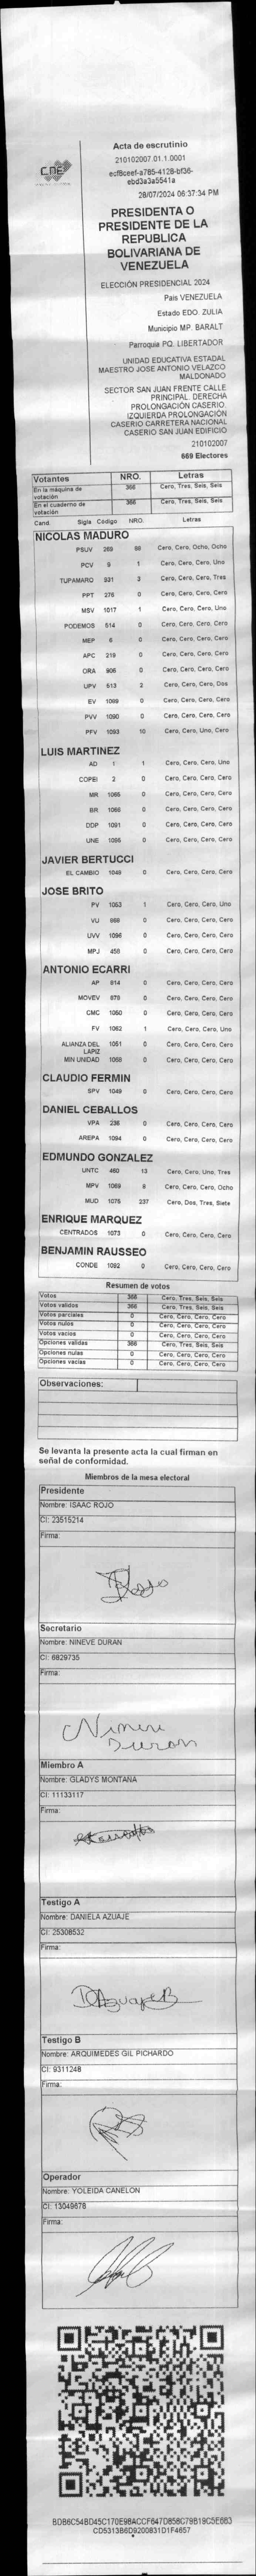 CNE
Acta de escrutinio
210102007.01.1.0001
ecf8ceef-a785-4128-bf36-
ebd3a3a5541a
28/07/2024 06:37:34 PM
PRESIDENTA O
PRESIDENTE DE LA
REPUBLICA
BOLIVARIANA DE
VENEZUELA
ELECCIÓN PRESIDENCIAL 2024
Pais VENEZUELA
Estado EDO. ZULIA
Municipio MP. BARALT
Parroquia PQ. LIBERTADOR
UNIDAD EDUCATIVA ESTADAL
MAESTRO JOSE ANTONIO VELAZCO
MALDONADO
SECTOR SAN JUAN FRENTE CALLE
PRINCIPAL. DERECHA
PROLONGACIÓN CASERIO.
IZQUIERDA PROLONGACIÓN
CASERIO CARRETERA NACIONAL
CASERIO SAN JUAN EDIFICIO
210102007
669 Electores
Votantes NRO. Letras
En la máquina de votación 366 Cero, Tres, Seis, Seis
En el cuaderno de votación 366 Cero, Tres, Seis, Seis
Cand. Sigla Código NRO. Letras
NICOLAS MADURO
PSUV 269 88 Cero, Cero, Ocho, Ocho
PCV 9 1 Cero, Cero, Cero, Uno
TUPAMARO 931 3 Cero, Cero, Cero, Tres
PPT 276 0 Cero, Cero, Cero, Cero
MSV 1017 1 Cero, Cero, Cero, Uno
PODEMOS 514 0 Cero, Cero, Cero, Cero
MEP 6 0 Cero, Cero, Cero, Cero
APC 219 0 Cero, Cero, Cero, Cero
ORA 906 0 Cero, Cero, Cero, Cero
UPV 613 2 Cero, Cero, Cero, Dos
EV 1089 0 Cero, Cero, Cero, Cero
PVV 1090 0 Cero, Cero, Cero, Cero
PFV 1093 10 Cero, Cero, Uno, Cero
LUIS MARTINEZ
AD 1 1 Cero, Cero, Cero, Uno
COPEI 2 0 Cero, Cero, Cero, Cero
MR 1065 0 Cero, Cero, Cero, Cero
BR 1066 0 Cero, Cero, Cero, Cero
DDP 1091 0 Cero, Cero, Cero, Cero
UNE 1095 0 Cero, Cero, Cero, Cero
JAVIER BERTUCCI
EL CAMBIO 1049 0 Cero, Cero, Cero, Cero
JOSE BRITO
PV 1053 1 Cero, Cero, Cero, Uno
VU 868 0 Cero, Cero, Cero, Cero
UVV 1096 0 Cero, Cero, Cero, Cero
MPJ 458 0 Cero, Cero, Cero, Cero
ANTONIO ECARRI
AP 814 0 Cero, Cero, Cero, Cero
MOVEV 878 0 Cero, Cero, Cero, Cero
CMC 1060 0 Cero, Cero, Cero, Cero
FV 1062 1 Cero, Cero, Cero, Uno
ALIANZA DEL LAPIZ 1051 0 Cero, Cero, Cero, Cero
MIN UNIDAD 1058 0 Cero, Cero, Cero, Cero
CLAUDIO FERMIN
SPV 1048 0 Cero, Cero, Cero, Cero
DANIEL CEBALLOS
VPA 236 0 Cero, Cero, Cero, Cero
AREPA 1094 0 Cero, Cero, Cero, Cero
EDMUNDO GONZALEZ
UNTC 460 13 Cero, Cero, Uno, Tres
MPV 1069 8 Cero, Cero, Cero, Ocho
MUD 1075 237 Cero, Dos, Tres, Siete
ENRIQUE MARQUEZ
CENTRADOS 1073 0 Cero, Cero, Cero, Cero
BENJAMIN RAUSSEO
CONDE 1092 0 Cero, Cero, Cero, Cero
Resumen de votos
Votos 366 Cero, Tres, Seis, Seis
Votos validos 366 Cero, Tres, Seis, Seis
Votos parciales 0 Cero, Cero, Cero, Cero
Votos nulos 0 Cero, Cero, Cero, Cero
Votos vacios 0 Cero, Cero, Cero, Cero
Opciones validas 366 Cero, Tres, Seis, Seis
Opciones nulas 0 Cero, Cero, Cero, Cero
Opciones vacias 0 Cero, Cero, Cero, Cero
Observaciones:
Se levanta la presente acta la cual firman en
señal de conformidad.
Miembros de la mesa electoral
Presidente
Nombre: ISAAC ROJO
CI: 23515214
Firma:
Secretario
Nombre: NINEVE DURAN
CI: 6829735
Firma:
Nineve
Duran
Miembro A
Nombre: GLADYS MONTAÑA
CI: 11133117
Firma:
Testigo A
Nombre: DANIELA AZUAJE
CI: 25308532
Firma:
DAzuajeB
Testigo B
Nombre: ARQUIMEDES GIL PICHARDO
CI: 9311248
Firma:
Operador
Nombre: YOLEIDA CANELON
CI: 13049678
Firma:
BDB6C54BD45C170E98ACCF647D858C79B19C5E683
CD5313B6D9200831D1F4657